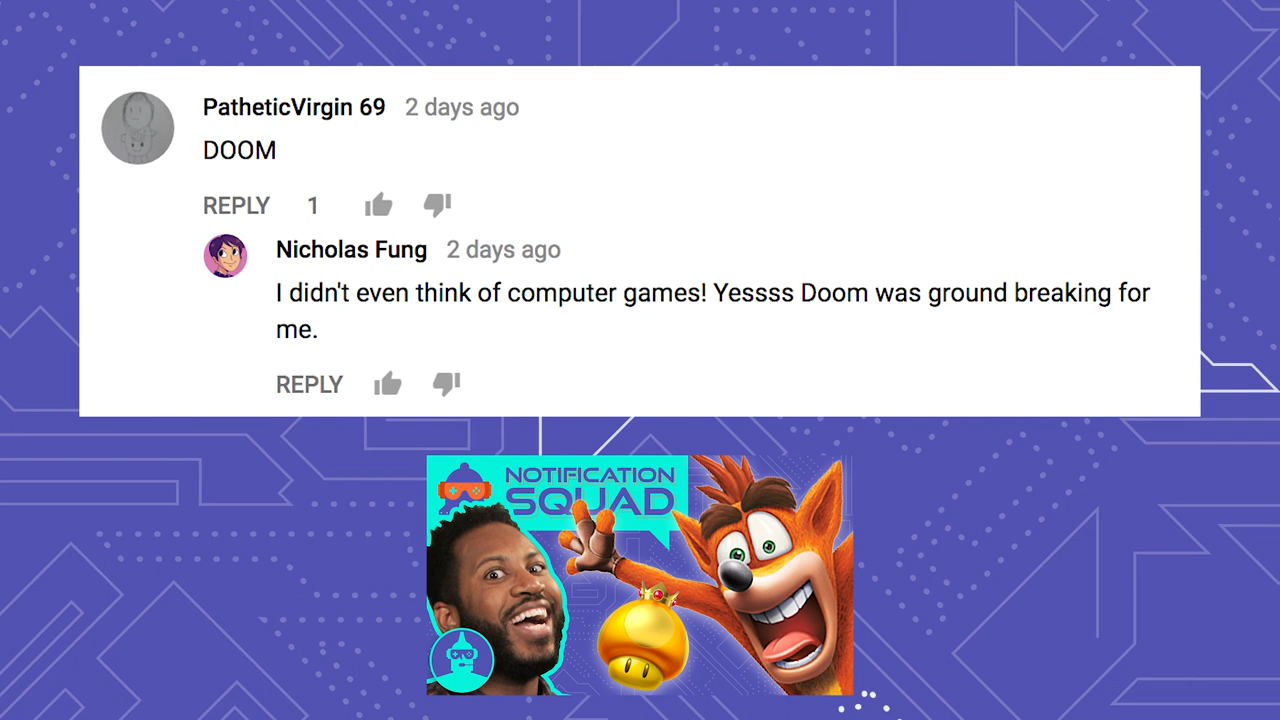 PatheticVirgin 69 2 days ago
DOOM
REPLY 1
Nicholas Fung 2 days ago
I didn't even think of computer games! Yessss Doom was ground breaking for
me.
REPLY
NOTIFICATION
SQUAD